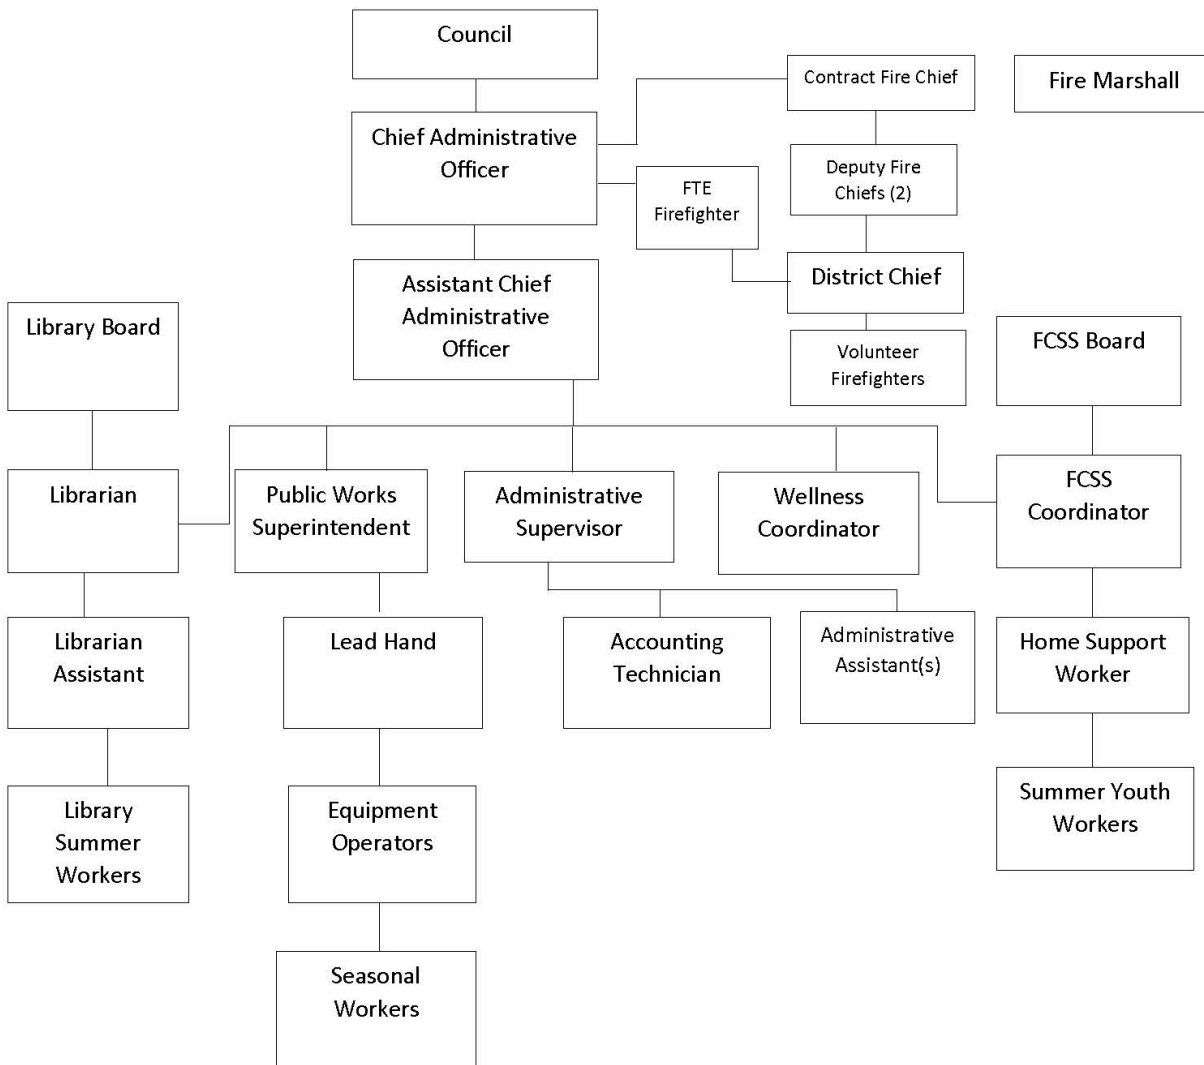 Council
Contract Fire Chief
Fire Marshall
Chief Administrative
Officer
Deputy Fire
Chiefs (2)
FTE
Firefighter
Assistant Chief
Administrative
Officer
District Chief
Library Board
Volunteer
Firefighters
FCSS Board
Librarian
Public Works
Superintendent
Administrative
Supervisor
Wellness
Coordinator
FCSS
Coordinator
Librarian
Assistant
Lead Hand
Accounting
Technician
Administrative
Assistant(s)
Home Support
Worker
Library
Summer
Workers
Equipment
Operators
Summer Youth
Workers
Seasonal
Workers